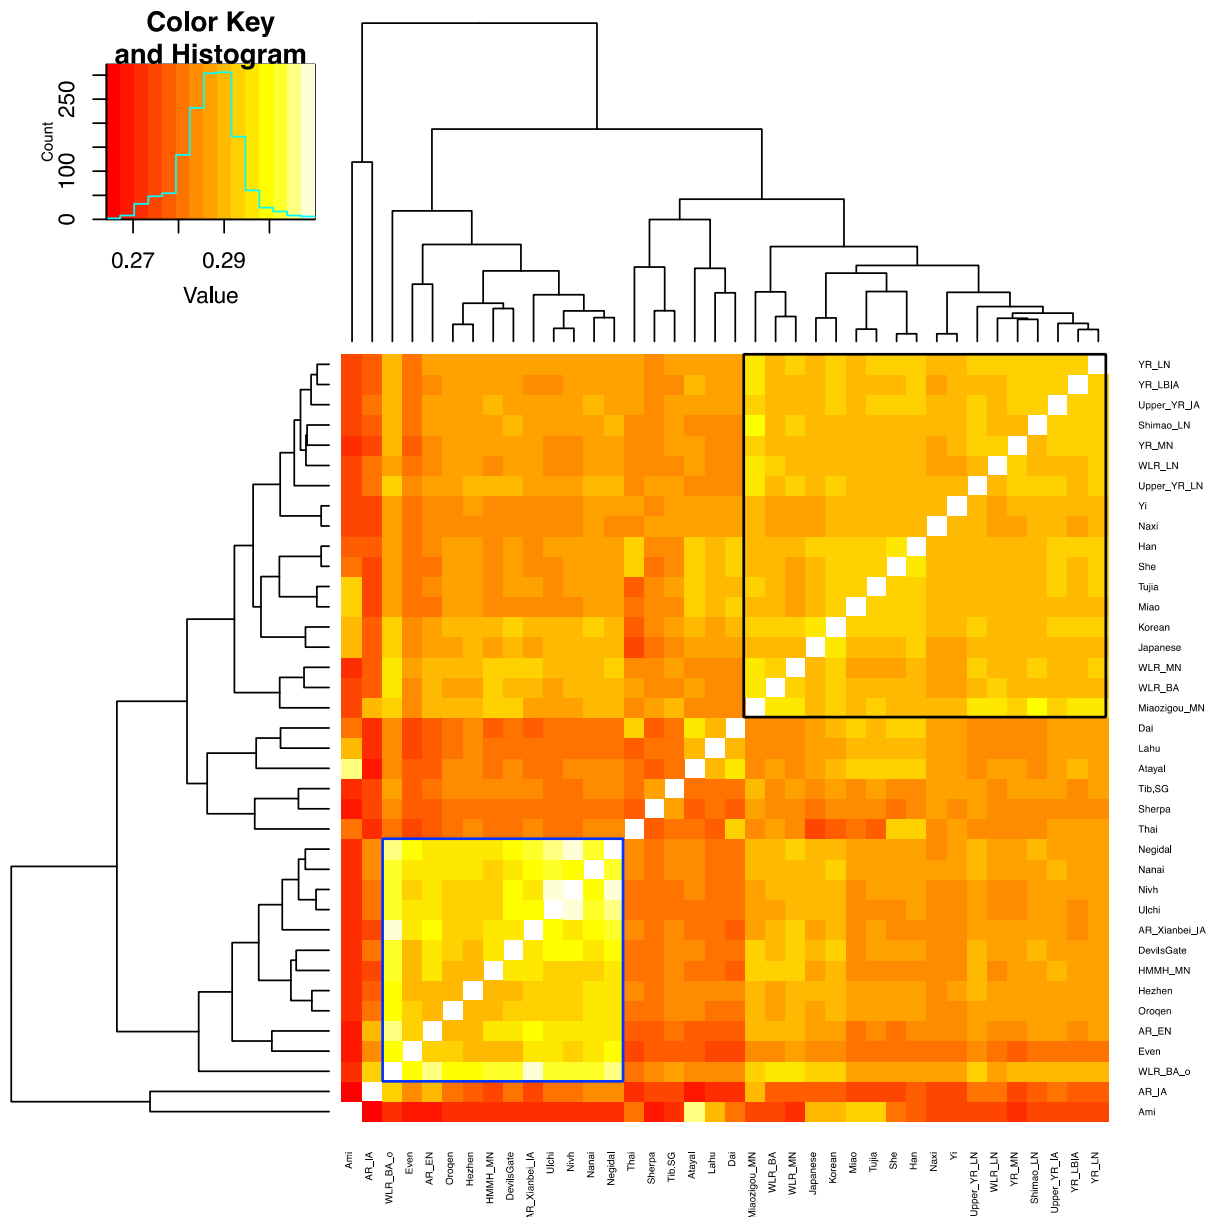 Color Key
and Histogram
Count
0
100
250
0.27
0.29
Value
YR_LN
YR_LBIA
Upper_YR_IA
Shimao_LN
YR_MN
WLR_LN
Upper_YR_LN
Yi
Naxi
Han
She
Tujia
Miao
Korean
Japanese
WLR_MN
WLR_BA
Miaozigou_MN
Dai
Lahu
Atayal
Tib,SG
Sherpa
Thai
Negidal
Nanai
Nivh
Ulchi
AR_Xianbei_IA
DevilsGate
HMMH_MN
Hezhen
Oroqen
AR_EN
Even
WLR_BA_o
AR_IA
Ami
Ami
AR_IA
WLR_BA_o
Even
AR_EN
Oroqen
Hezhen
HMMH_MN
DevilsGate
AR_Xianbei_IA
Ulchi
Nivh
Nanai
Negidal
Thai
Sherpa
Tib,SG
Atayal
Lahu
Dai
Miaozigou_MN
WLR_BA
WLR_MN
Japanese
Korean
Miao
Tujia
She
Han
Naxi
Yi
Upper_YR_LN
WLR_LN
YR_MN
Shimao_LN
Upper_YR_IA
YR_LBIA
YR_LN